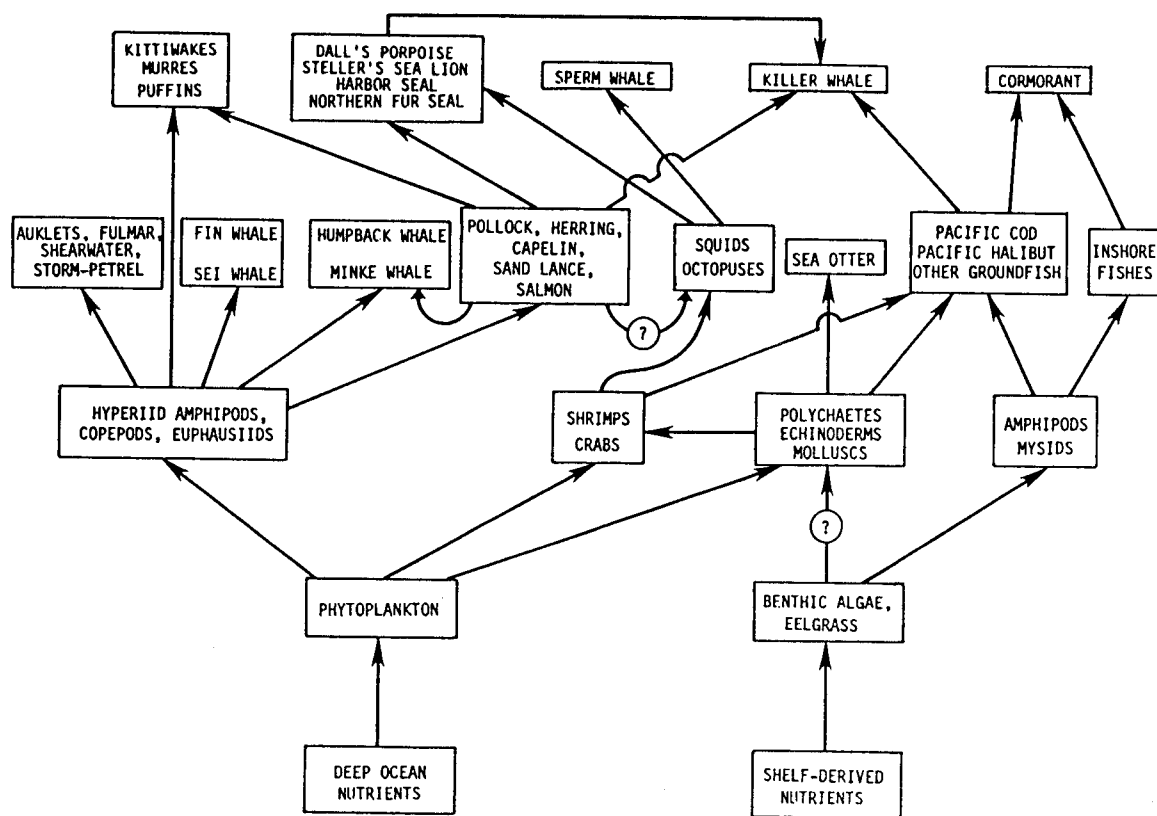 KITTIWAKES
MURRES
PUFFINS
DALL'S PORPOISE
STELLER'S SEA LION
HARBOR SEAL
NORTHERN FUR SEAL
SPERM WHALE
KILLER WHALE
CORMORANT
AUKLETS, FULMAR,
SHEARWATER,
STORM-PETREL
FIN WHALE
SEI WHALE
HUMPBACK WHALE
MINKE WHALE
POLLOCK, HERRING,
CAPELIN,
SAND LANCE,
SALMON
SQUIDS
OCTOPUSES
SEA OTTER
PACIFIC COD
PACIFIC HALIBUT
OTHER GROUNDFISH
INSHORE
FISHES
?
HYPERIID AMPHIPODS,
COPEPODS, EUPHAUSIIDS
SHRIMPS
CRABS
POLYCHAETES
ECHINODERMS
MOLLUSCS
AMPHIPODS
MYSIDS
?
PHYTOPLANKTON
BENTHIC ALGAE,
EELGRASS
DEEP OCEAN
NUTRIENTS
SHELF-DERIVED
NUTRIENTS